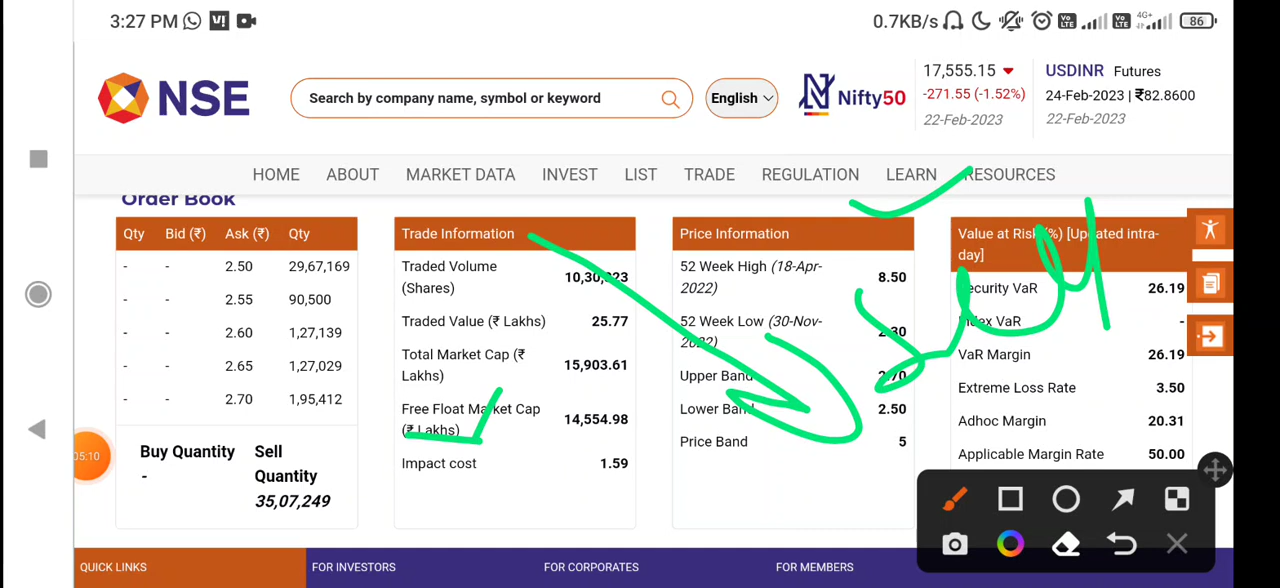 3:27 PM
0.7KB/s 4G+ 86
NSE
Search by company name, symbol or keyword
English
Nifty50
17,555.15
-271.55 (-1.52%)
22-Feb-2023
USDINR Futures
24-Feb-2023 | ₹82.8600
22-Feb-2023
HOME ABOUT MARKET DATA INVEST LIST TRADE REGULATION LEARN RESOURCES
Order Book
Qty Bid (₹) Ask (₹) Qty
- - 2.50 29,67,169
- - 2.55 90,500
- - 2.60 1,27,139
- - 2.65 1,27,029
- - 2.70 1,95,412
Buy Quantity
-
Sell
Quantity
35,07,249
Trade Information
Traded Volume
(Shares)
Traded Value (₹ Lakhs) 25.77
Total Market Cap (₹
Lakhs) 15,903.61
Free Float Market Cap
(₹ Lakhs) 14,554.98
Impact cost 1.59
Price Information
52 Week High (18-Apr-
2022) 8.50
52 Week Low (30-Nov-
2022) 2.30
Upper Band 2.70
Lower Band 2.50
Price Band 5
Value at Risk (%) [Updated intra-
day]
Security VaR 26.19
Index VaR -
VaR Margin 26.19
Extreme Loss Rate 3.50
Adhoc Margin 20.31
Applicable Margin Rate 50.00
05:10
QUICK LINKS FOR INVESTORS FOR CORPORATES FOR MEMBERS